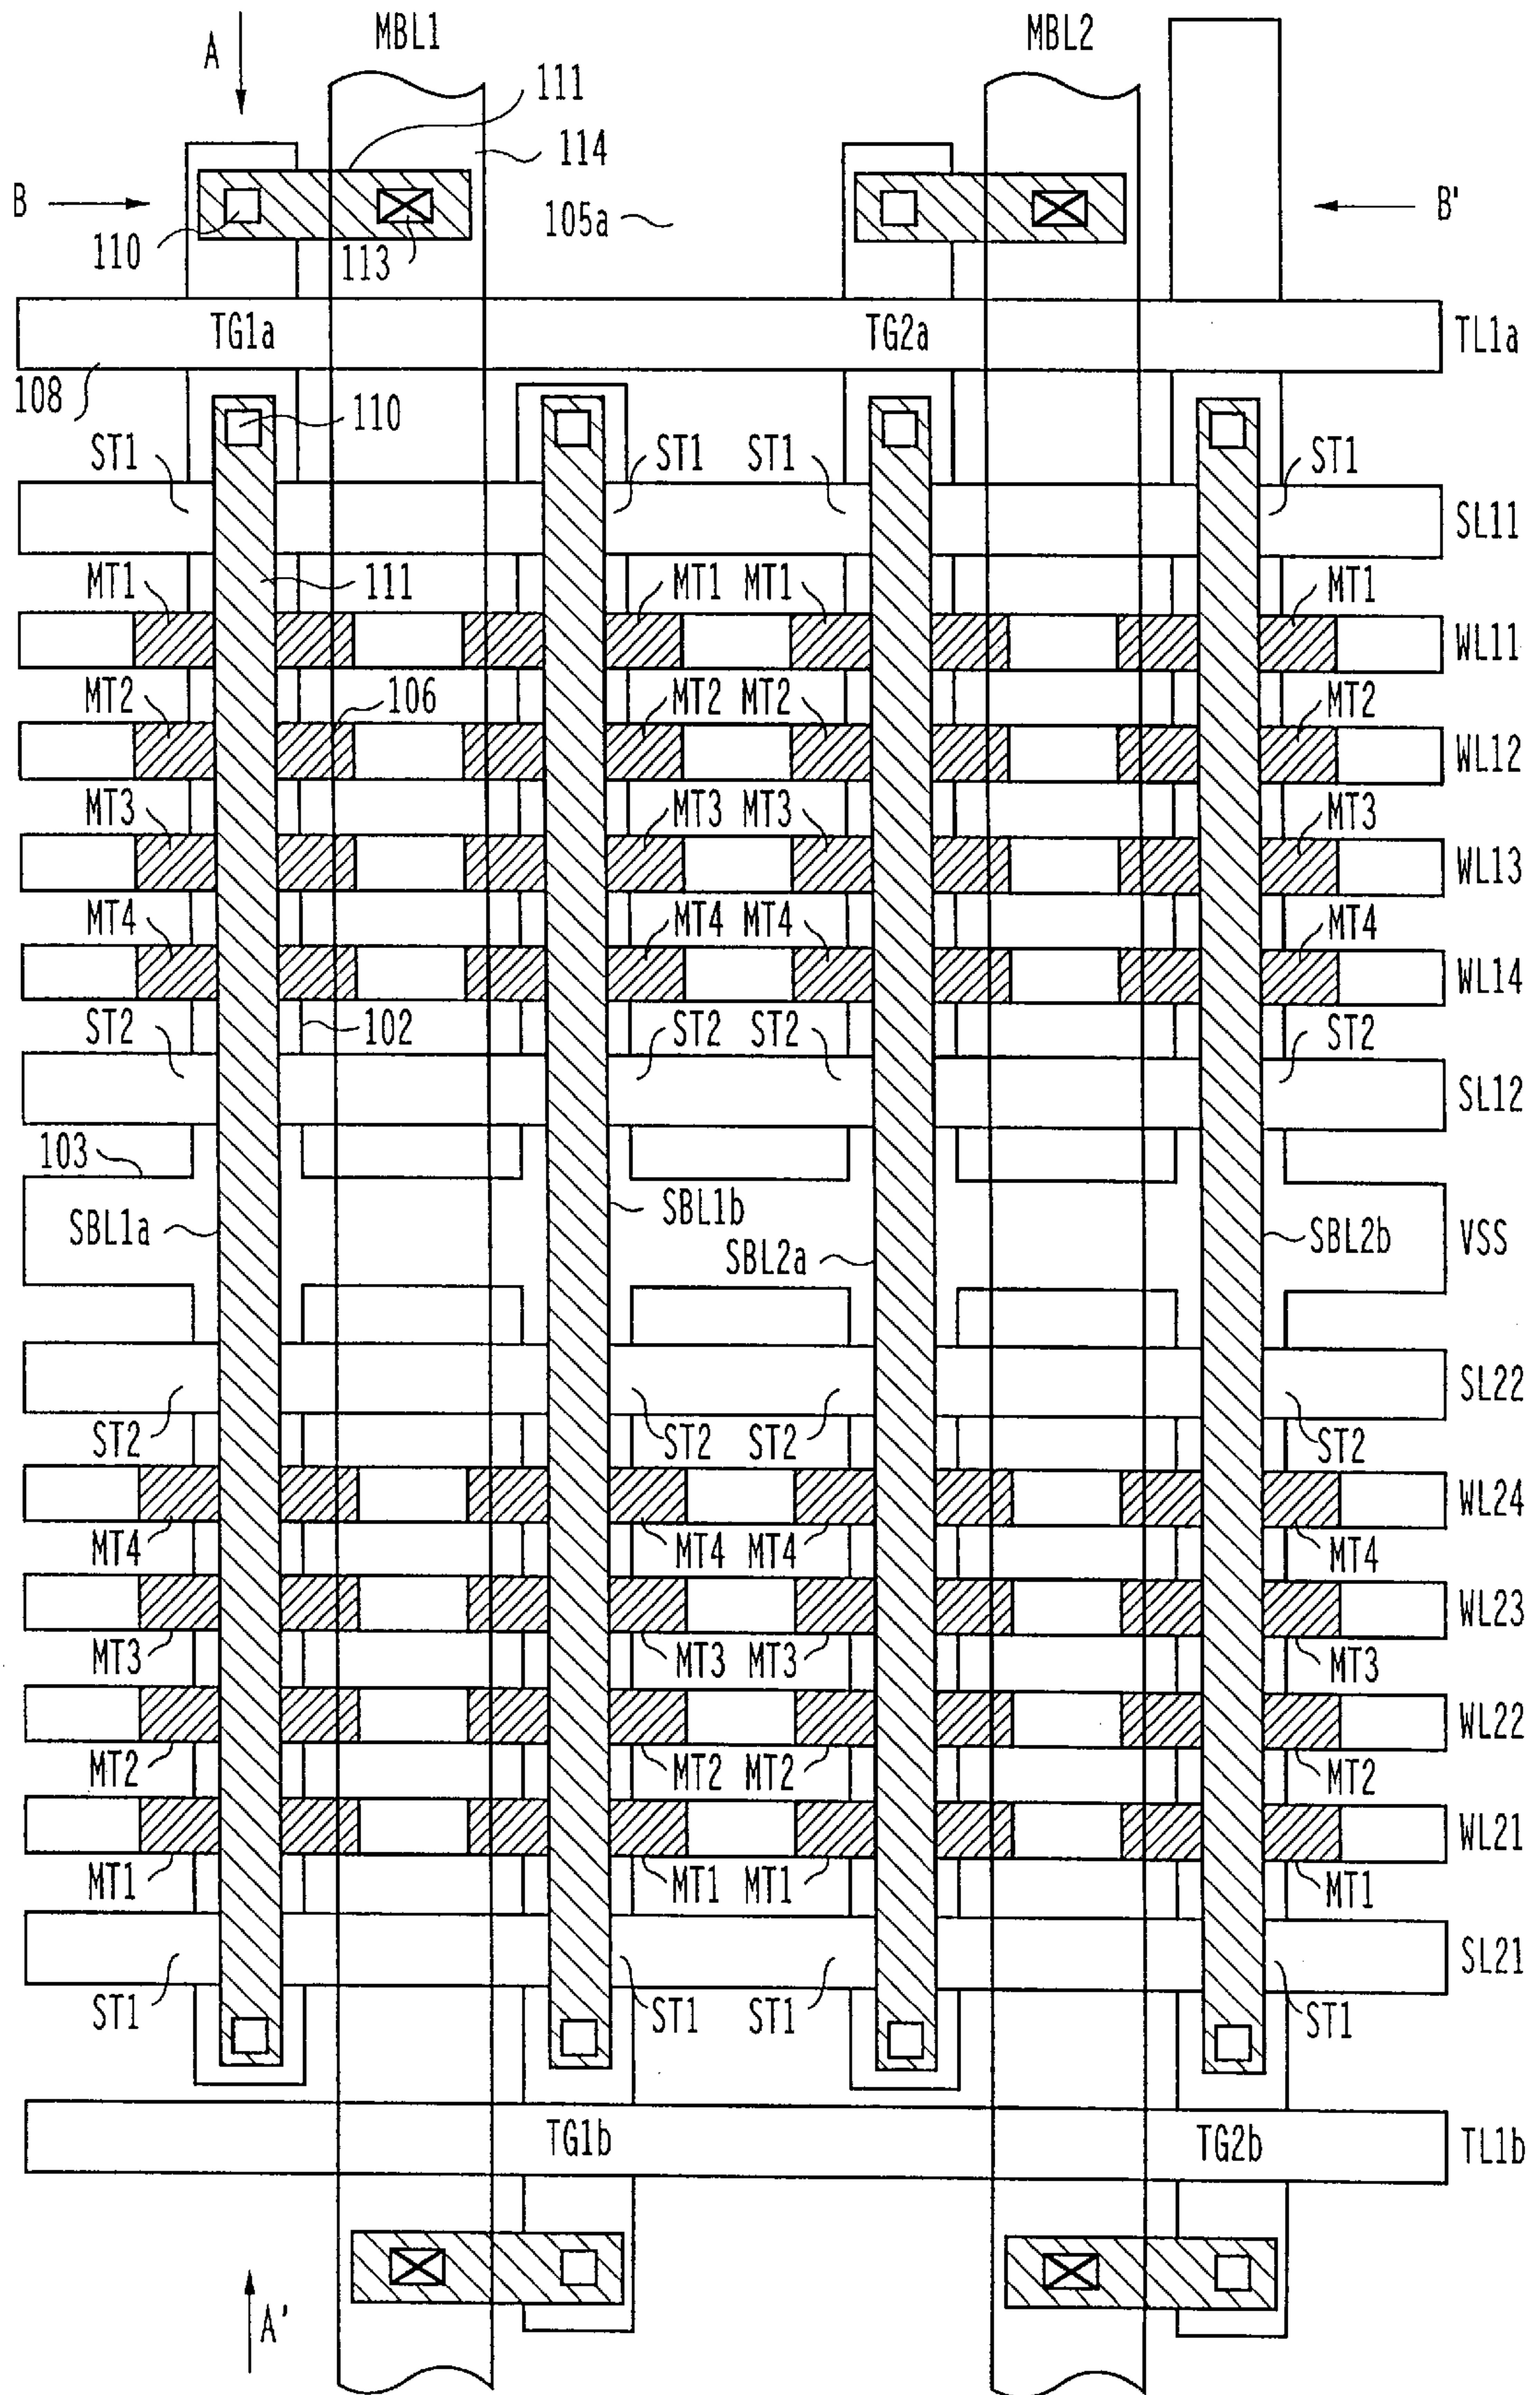 A MBL1 MBL2
111
114
B 105a B'
110 113
TG1a TG2a TL1a
108
110
ST1 ST1 ST1 ST1
SL11
MT1 111 MT1 MT1 MT1
WL11
MT2 106 MT2 MT2 MT2
WL12
MT3 MT3 MT3 MT3
WL13
MT4 MT4 MT4 MT4
WL14
ST2 102 ST2 ST2 ST2
SL12
103
SBL1a SBL1b SBL2a SBL2b VSS
SL22
ST2 ST2 ST2 ST2
WL24
MT4 MT4 MT4 MT4
WL23
MT3 MT3 MT3 MT3
WL22
MT2 MT2 MT2 MT2
WL21
MT1 MT1 MT1 MT1
SL21
ST1 ST1 ST1 ST1
TG1b TG2b TL1b
A'